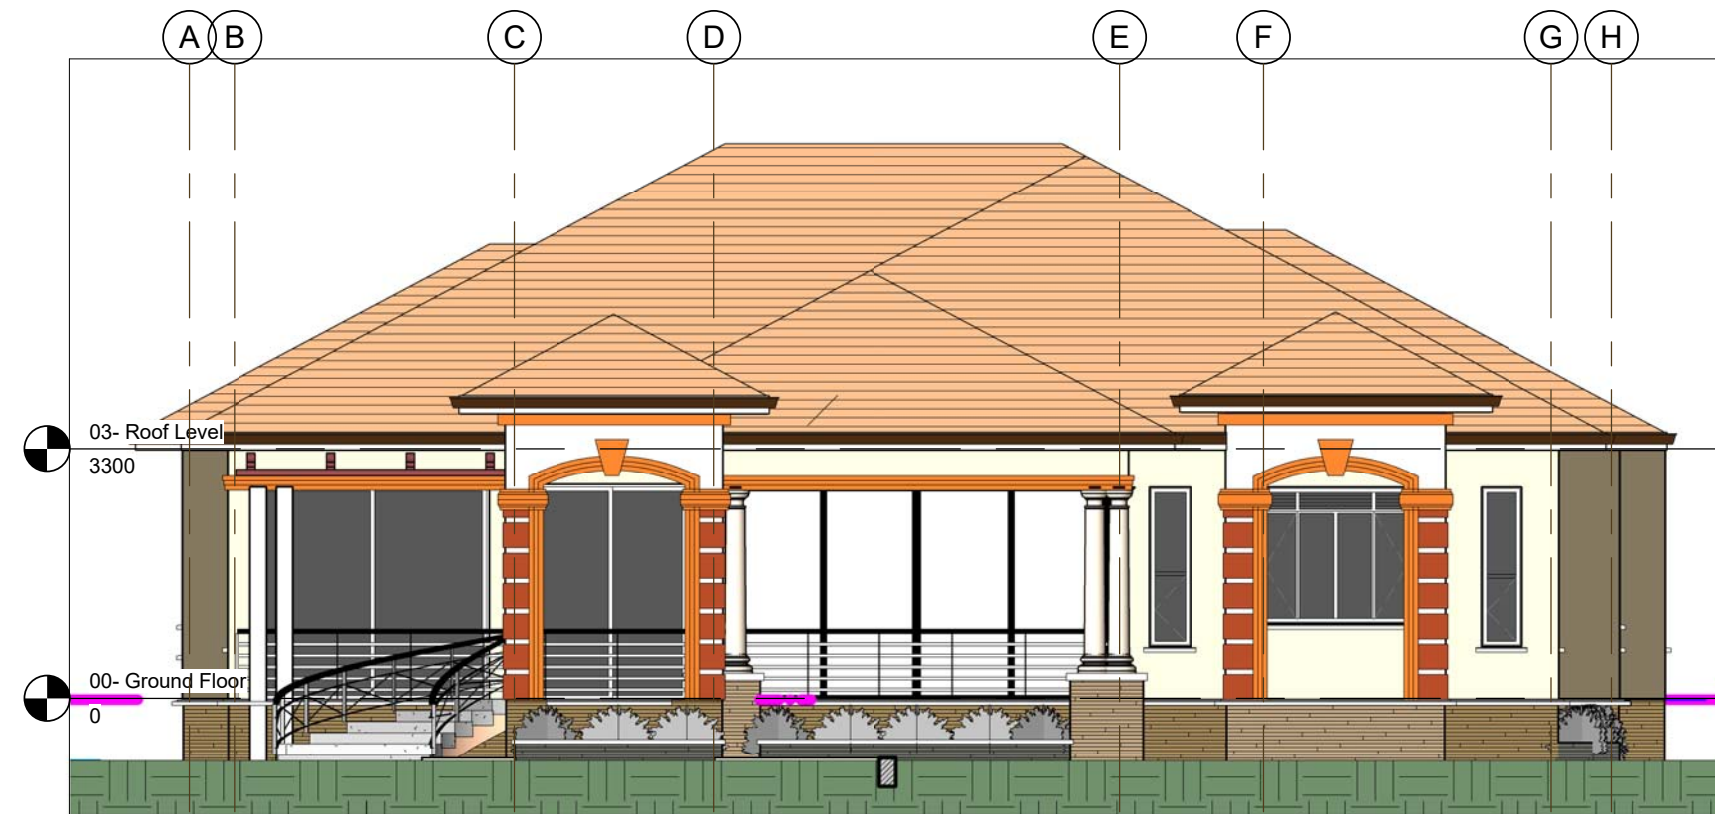 A B C D E F G H
03- Roof Level
3300
00- Ground Floor
0